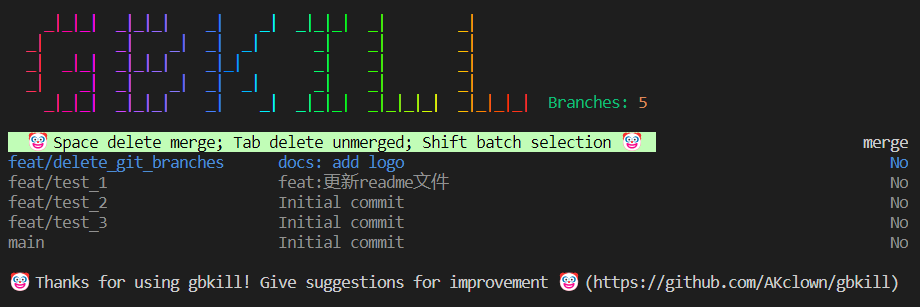 GBKILL
Branches: 5
🤡 Space delete merge; Tab delete unmerged; Shift batch selection 🤡 merge
feat/delete_git_branches docs: add logo No
feat/test_1 feat:更新readme文件 No
feat/test_2 Initial commit No
feat/test_3 Initial commit No
main Initial commit No
🤡 Thanks for using gbkill! Give suggestions for improvement 🤡 (https://github.com/AKclown/gbkill)